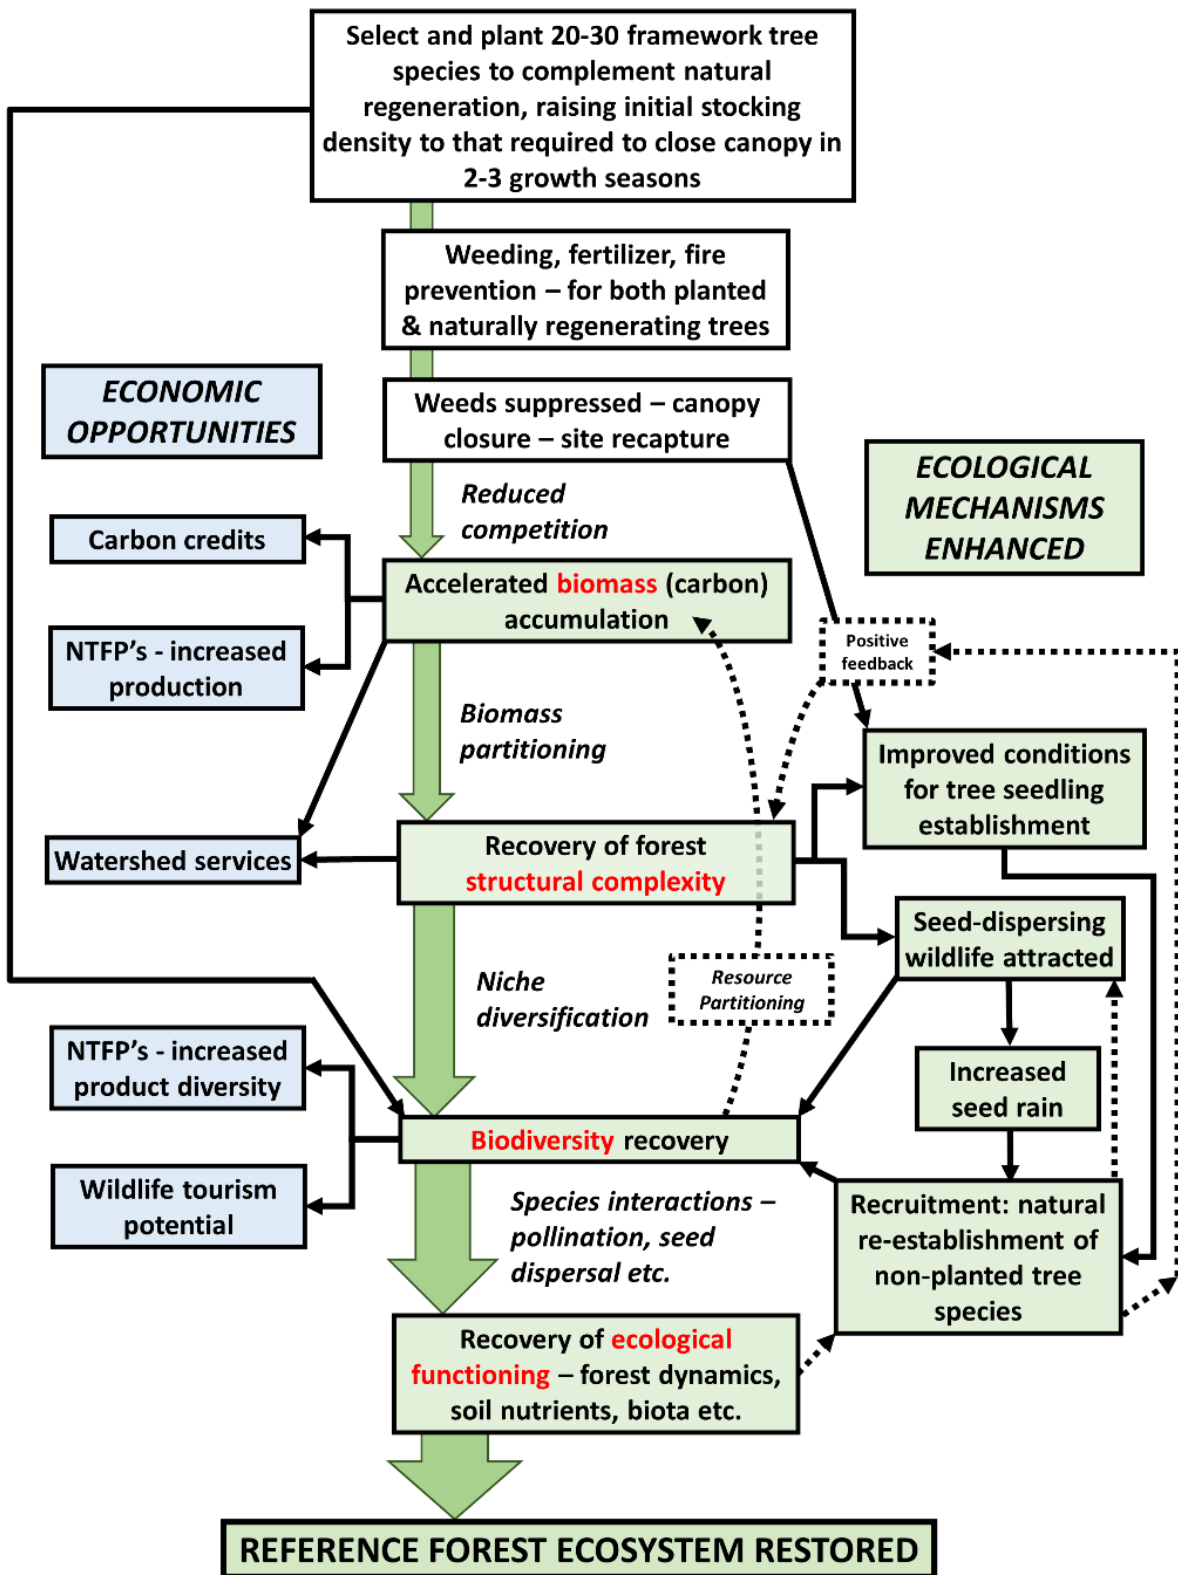 Select and plant 20-30 framework tree
species to complement natural
regeneration, raising initial stocking
density to that required to close canopy in
2-3 growth seasons
Weeding, fertilizer, fire
prevention – for both planted
& naturally regenerating trees
ECONOMIC
OPPORTUNITIES
Weeds suppressed – canopy
closure – site recapture
ECOLOGICAL
MECHANISMS
ENHANCED
Reduced
competition
Carbon credits
Accelerated biomass (carbon)
accumulation
NTFP's - increased
production
Positive
feedback
Biomass
partitioning
Improved conditions
for tree seedling
establishment
Watershed services
Recovery of forest
structural complexity
Seed-dispersing
wildlife attracted
Niche
diversification
Resource
Partitioning
NTFP's - increased
product diversity
Increased
seed rain
Biodiversity recovery
Wildlife tourism
potential
Species interactions –
pollination, seed
dispersal etc.
Recruitment: natural
re-establishment of
non-planted tree
species
Recovery of ecological
functioning – forest dynamics,
soil nutrients, biota etc.
REFERENCE FOREST ECOSYSTEM RESTORED